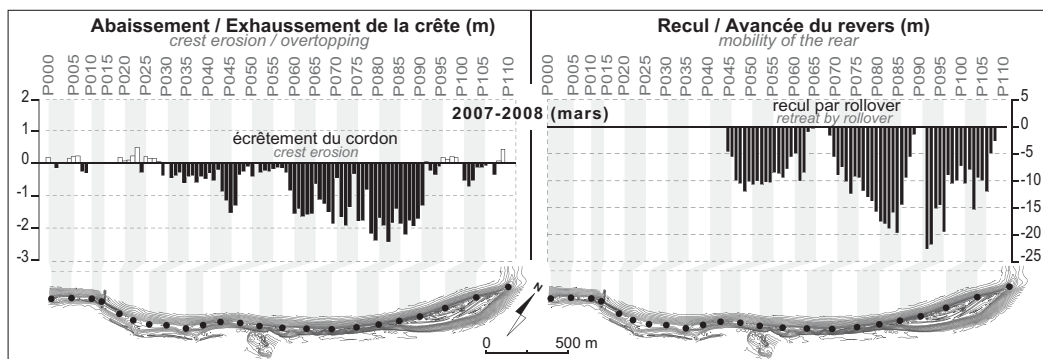 Abaissement / Exhaussement de la crête (m)
crest erosion / overtopping
P000 P005 P010 P015 P020 P025 P030 P035 P040 P045 P050 P055 P060 P065 P070 P075 P080 P085 P090 P095 P100 P105 P110
2
1
0
-1
-2
-3
écrêtement du cordon
crest erosion
2007-2008 (mars)
Recul / Avancée du revers (m)
mobility of the rear
P000 P005 P010 P015 P020 P025 P030 P035 P040 P045 P050 P055 P060 P065 P070 P075 P080 P085 P090 P095 P100 P105 P110
recul par rollover
retreat by rollover
5
0
-5
-10
-15
-20
-25
N
0 500 m